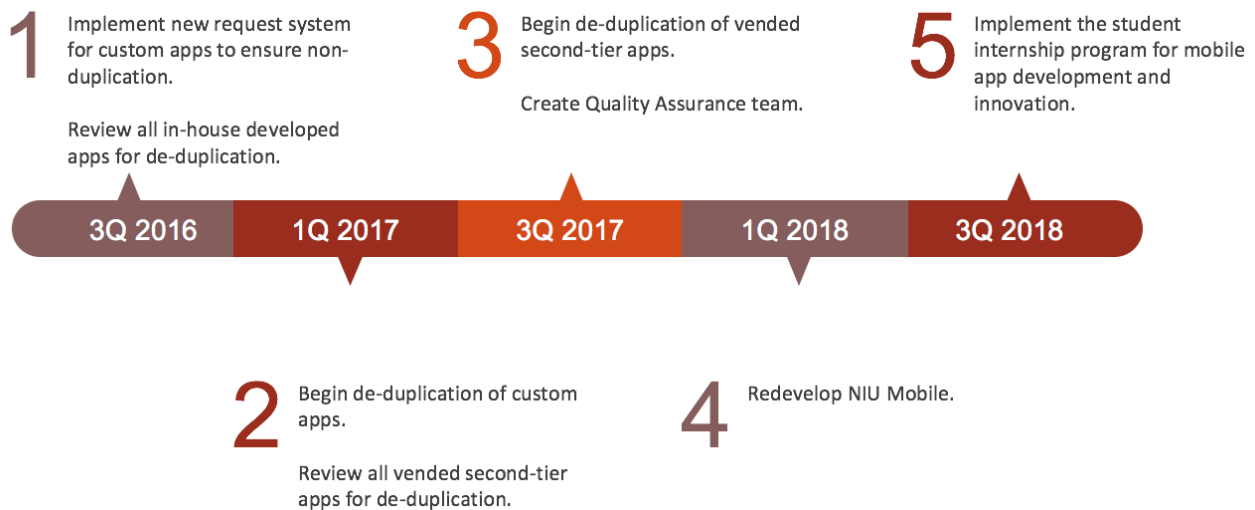 1
Implement new request system
for custom apps to ensure non-
duplication.
Review all in-house developed
apps for de-duplication.
3
Begin de-duplication of vended
second-tier apps.
Create Quality Assurance team.
5
Implement the student
internship program for mobile
app development and
innovation.
3Q 2016
1Q 2017
3Q 2017
1Q 2018
3Q 2018
2
Begin de-duplication of custom
apps.
Review all vended second-tier
apps for de-duplication.
4
Redevelop NIU Mobile.